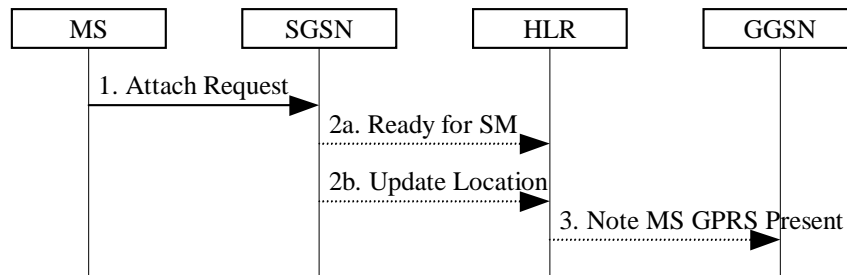 MS SGSN HLR GGSN
1. Attach Request
2a. Ready for SM
2b. Update Location
3. Note MS GPRS Present